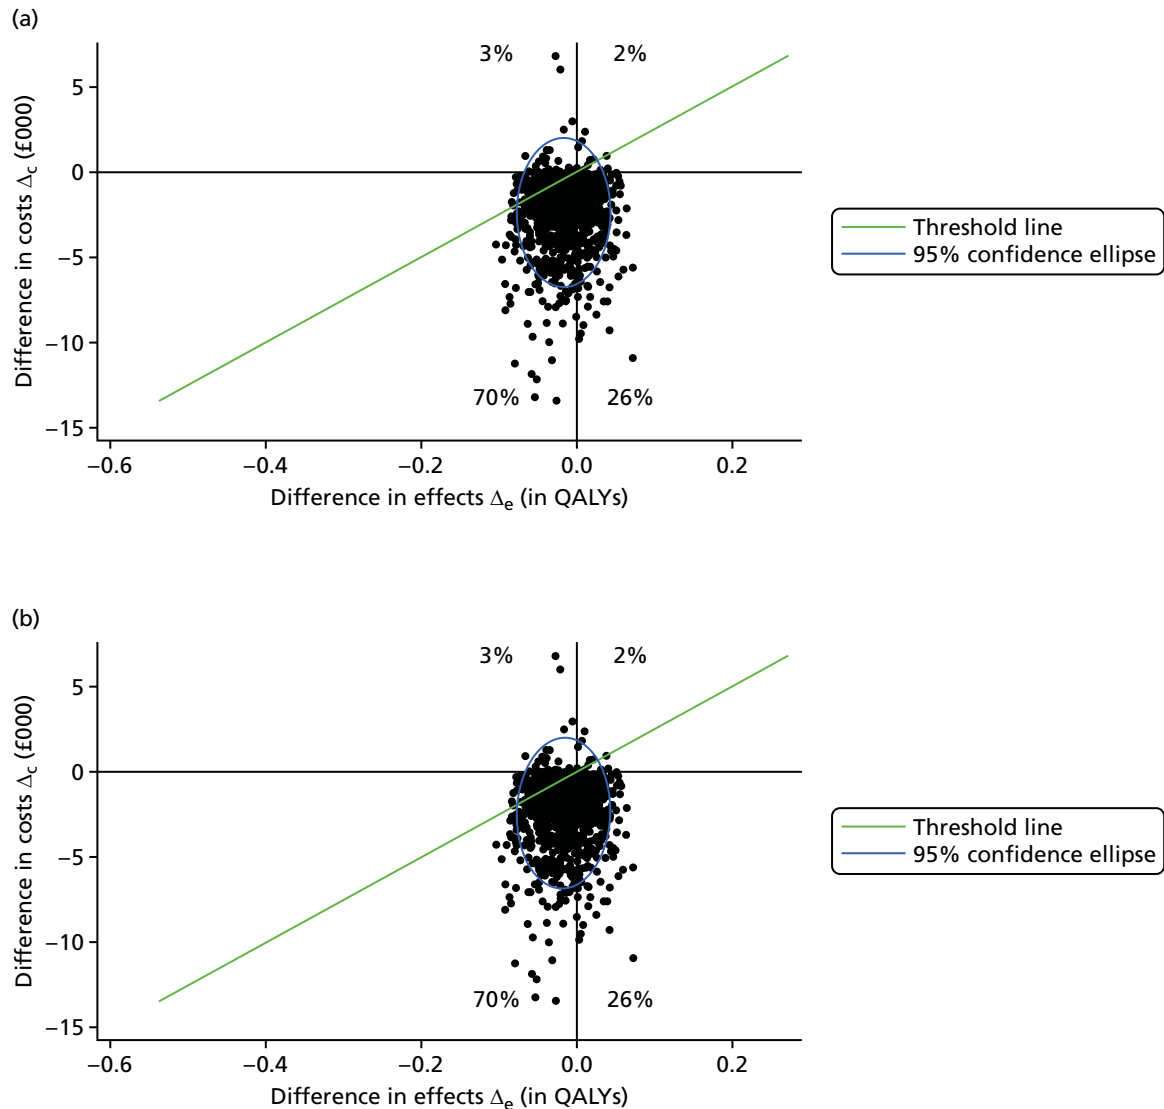 (a)
3%
2%
5
0
−5
−10
−15
70%
26%
−0.6
−0.4
−0.2
0.0
0.2
Difference in costs Δc (£000)
Difference in effects Δe (in QALYs)
Threshold line
95% confidence ellipse
(b)
3%
2%
5
0
−5
−10
−15
70%
26%
−0.6
−0.4
−0.2
0.0
0.2
Difference in costs Δc (£000)
Difference in effects Δe (in QALYs)
Threshold line
95% confidence ellipse